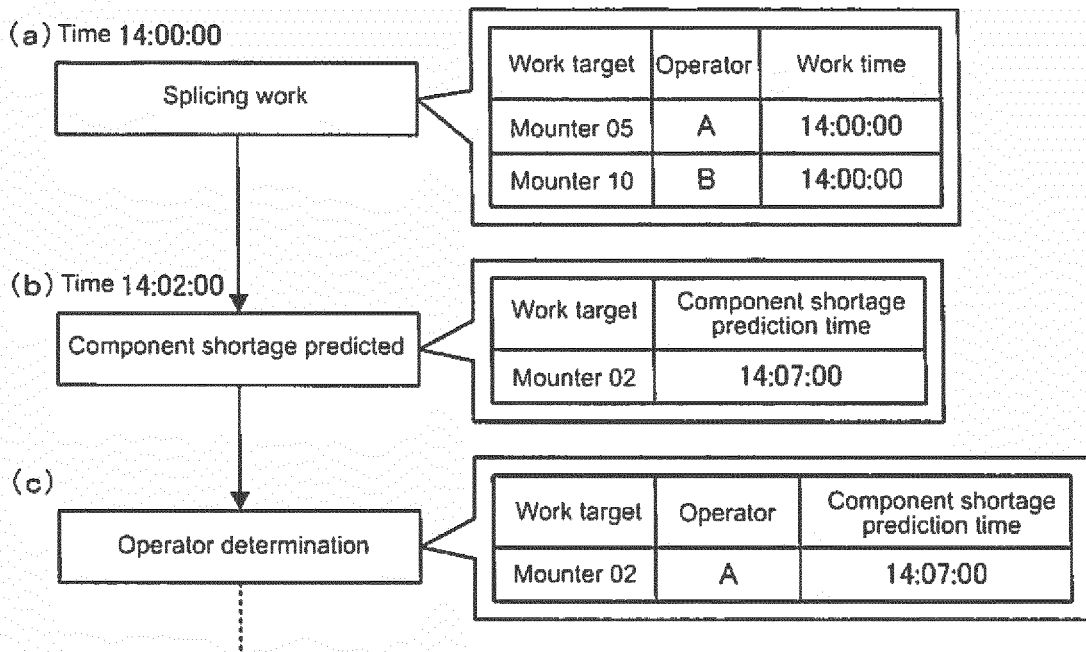 (a) Time 14:00:00
Splicing work
Work target Operator Work time
Mounter 05 A 14:00:00
Mounter 10 B 14:00:00
(b) Time 14:02:00
Component shortage predicted
Work target Component shortage
prediction time
Mounter 02 14:07:00
(c)
Operator determination
Work target Operator Component shortage
prediction time
Mounter 02 A 14:07:00